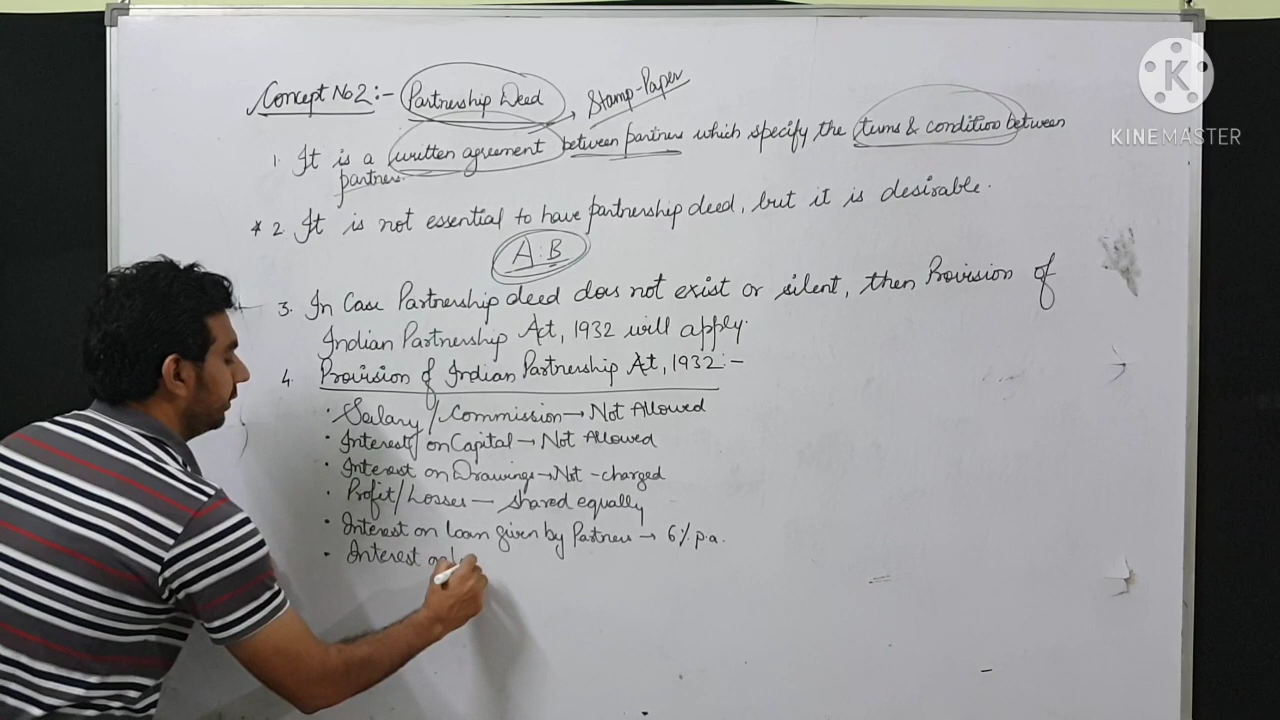 Concept No 2:- Partnership Deed Stamp-Paper
1. It is a written agreement between partners which specify the terms & condition between
partners.
* 2. It is not essential to have partnership deed, but it is desirable.
A : B
3. In Case Partnership deed does not exist or silent, then Provision of
Indian Partnership Act, 1932 will apply.
4. Provision of Indian Partnership Act, 1932:-
• Salary/Commission → Not Allowed
• Interest on Capital → Not Allowed
• Interest on Drawings → Not-charged
• Profit/Losses — shared equally
• Interest on loan given by Partners → 6% p.a.
• Interest on
K
KINEMASTER